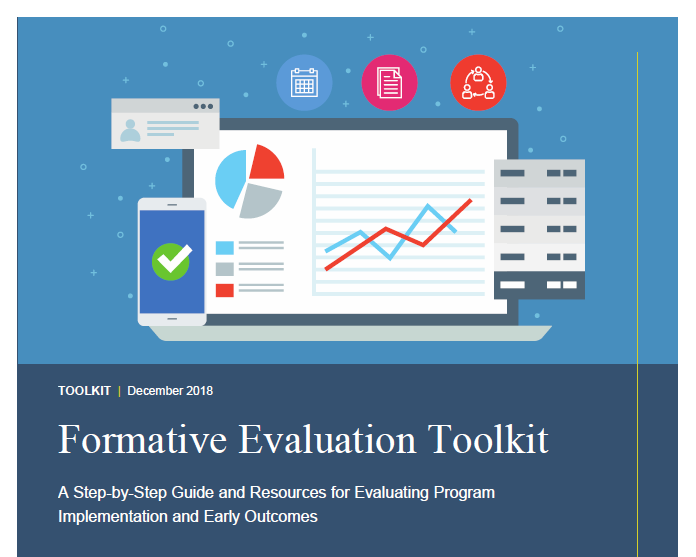 TOOLKIT | December 2018
Formative Evaluation Toolkit
A Step-by-Step Guide and Resources for Evaluating Program
Implementation and Early Outcomes